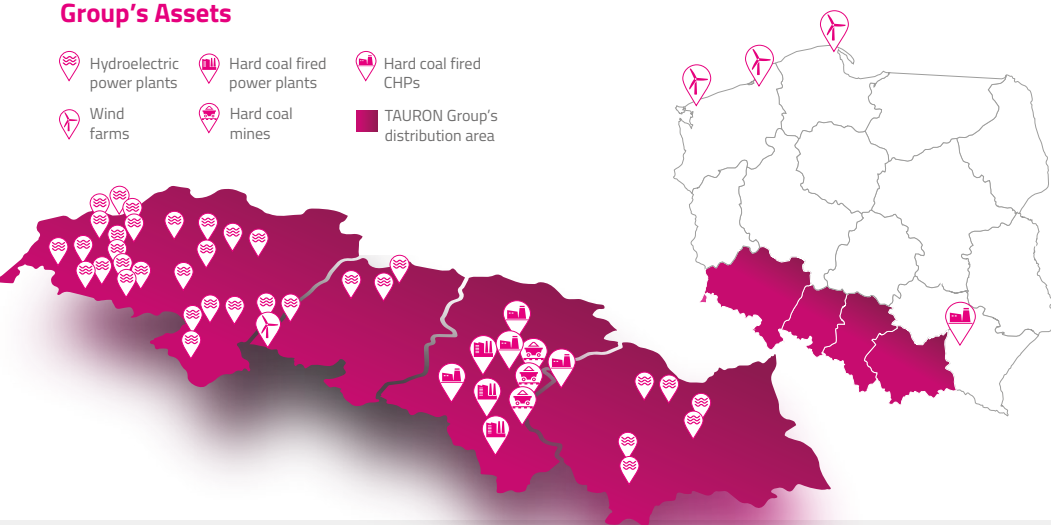 Group's Assets
Hydroelectric
power plants
Hard coal fired
power plants
Hard coal fired
CHPs
Wind
farms
Hard coal
mines
TAURON Group's
distribution area